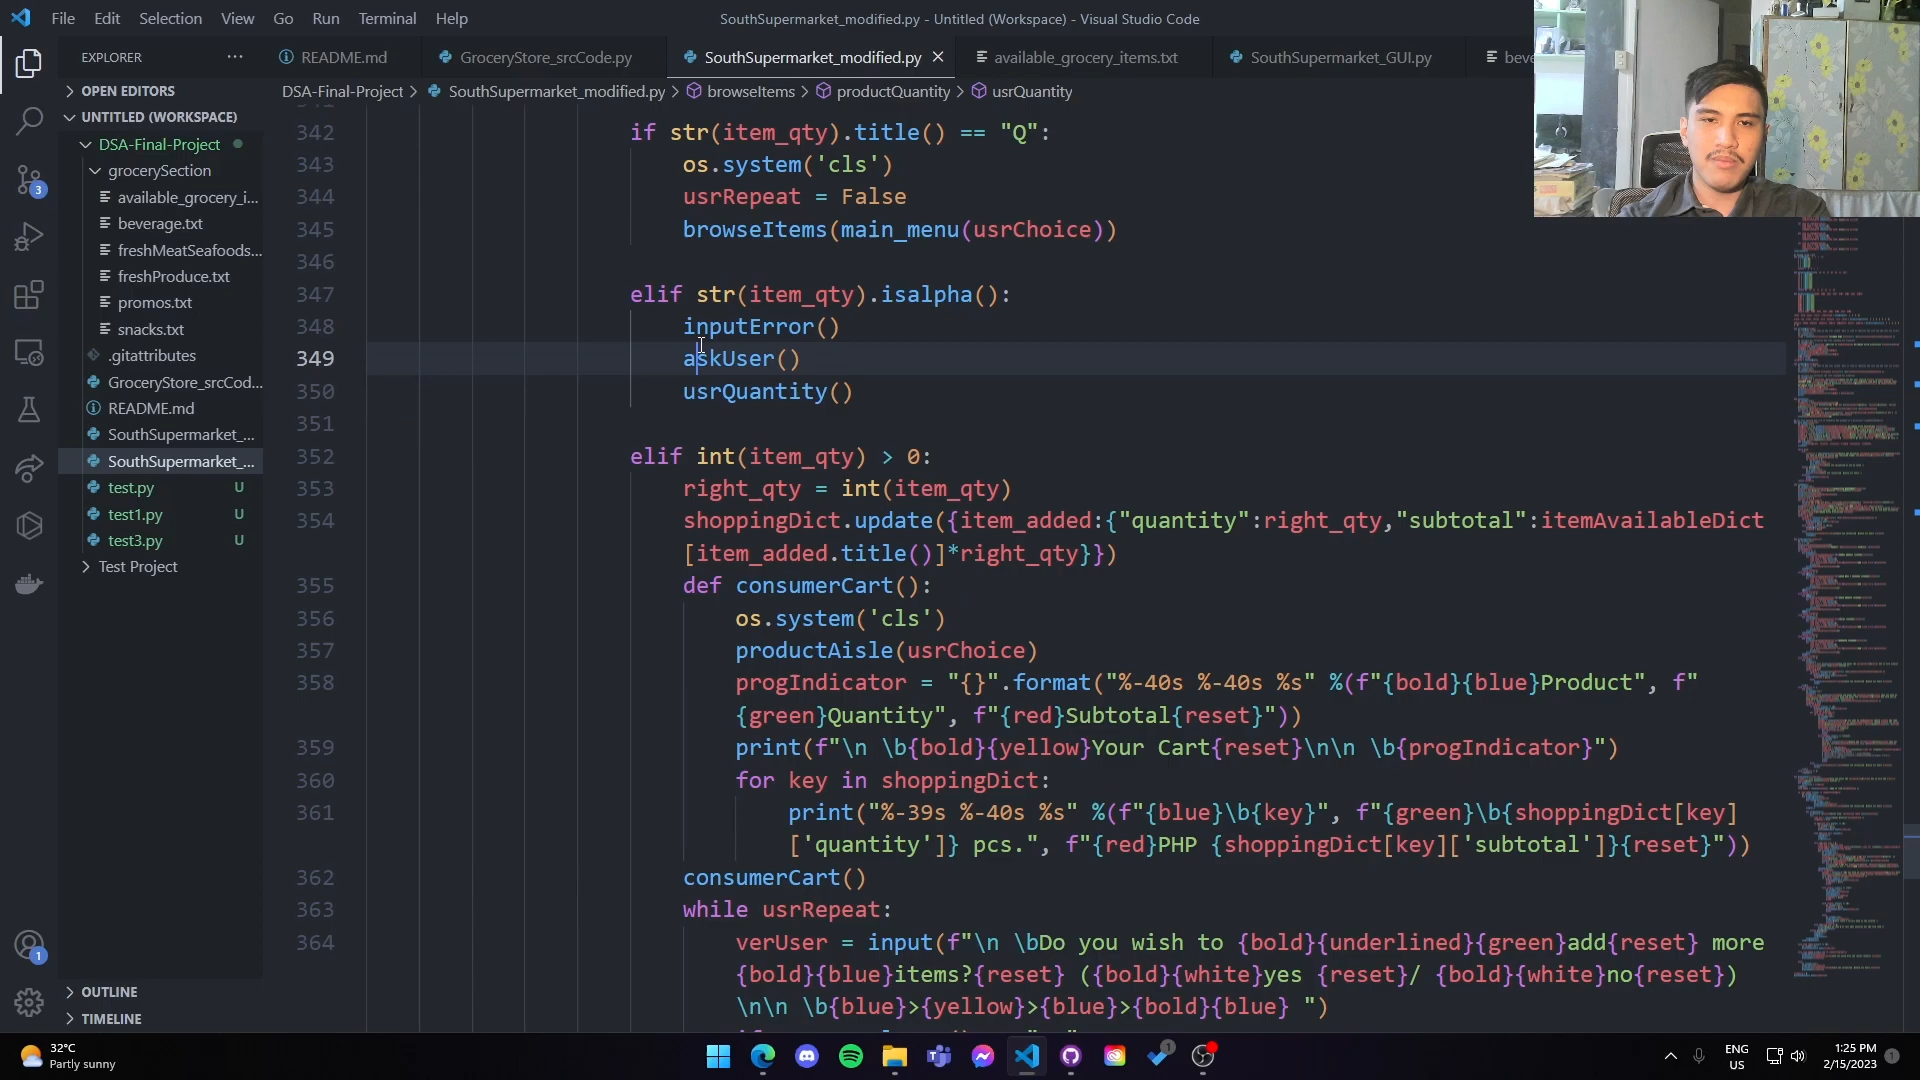 File Edit Selection View Go Run Terminal Help
SouthSupermarket_modified.py - Untitled (Workspace) - Visual Studio Code
EXPLORER
README.md
GrocerySTore_srcCode.py
SouthSupermarket_modified.py
available_grocery_items.txt
SouthSupermarket_GUI.py
DSA-Final-Project > SouthSupermarket_modified.py > browseItems > productQuantity > usrQuantity
OPEN EDITORS
UNTITLED (WORKSPACE)
DSA-Final-Project
grocerySection
available_grocery_i...
beverage.txt
freshMeatSeafoods...
freshProduce.txt
promos.txt
snacks.txt
.gitattributes
GroceryStore_srcCod...
README.md
SouthSupermarket_...
SouthSupermarket_...
test.py U
test1.py U
test3.py U
Test Project
OUTLINE
TIMELINE
3
1
342 if str(item_qty).title() == "Q":
343 os.system('cls')
344 usrRepeat = False
345 browseItems(main_menu(usrChoice))
346
347 elif str(item_qty).isalpha():
348 inputError()
349 askUser()
350 usrQuantity()
351
352 elif int(item_qty) > 0:
353 right_qty = int(item_qty)
354 shoppingDict.update({item_added:{"quantity":right_qty,"subtotal":itemAvailableDict
[item_added.title()]*right_qty}})
355 def consumerCart():
356 os.system('cls')
357 productAisle(usrChoice)
358 progIndicator = "{}".format("%-40s %-40s %s" %(f"{bold}{blue}Product", f"
{green}Quantity", f"{red}Subtotal{reset}"))
359 print(f"\n \b{bold}{yellow}Your Cart{reset}\n\n \b{progIndicator}")
360 for key in shoppingDict:
361 print("%-39s %-40s %s" %(f"{blue}\b{key}", f"{green}\b{shoppingDict[key]
['quantity']} pcs.", f"{red}PHP {shoppingDict[key]['subtotal']}{reset}"))
362 consumerCart()
363 while usrRepeat:
364 verUser = input(f"\n \bDo you wish to {bold}{underlined}{green}add{reset} more
{bold}{blue}items?{reset} ({bold}{white}yes {reset}/ {bold}{white}no{reset})
\n\n \b{blue}>{yellow}>{blue}>{bold}{blue} ")
32°C
Partly sunny
1
ENG
US
1:25 PM
2/15/2023
1